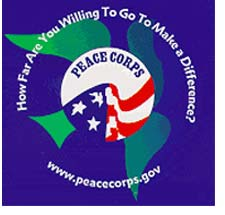 How Far Are You Willing To Go To Make a Difference?
PEACE CORPS
www.peacecorps.gov